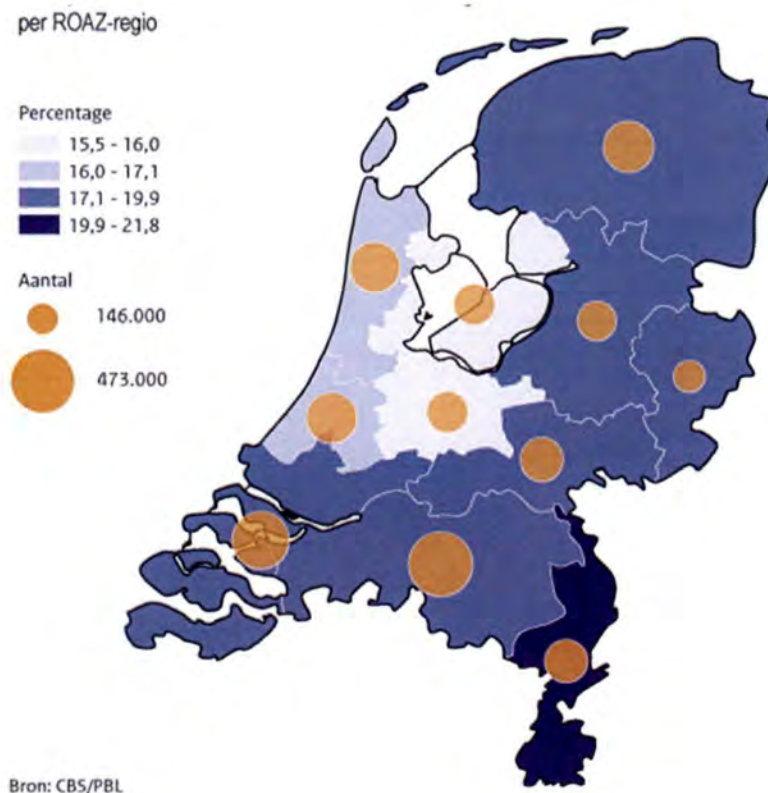 per ROAZ-regio
Percentage
15,5 - 16,0
16,0 - 17,1
17,1 - 19,9
19,9 - 21,8
Aantal
146.000
473.000
Bron: CBS/PBL